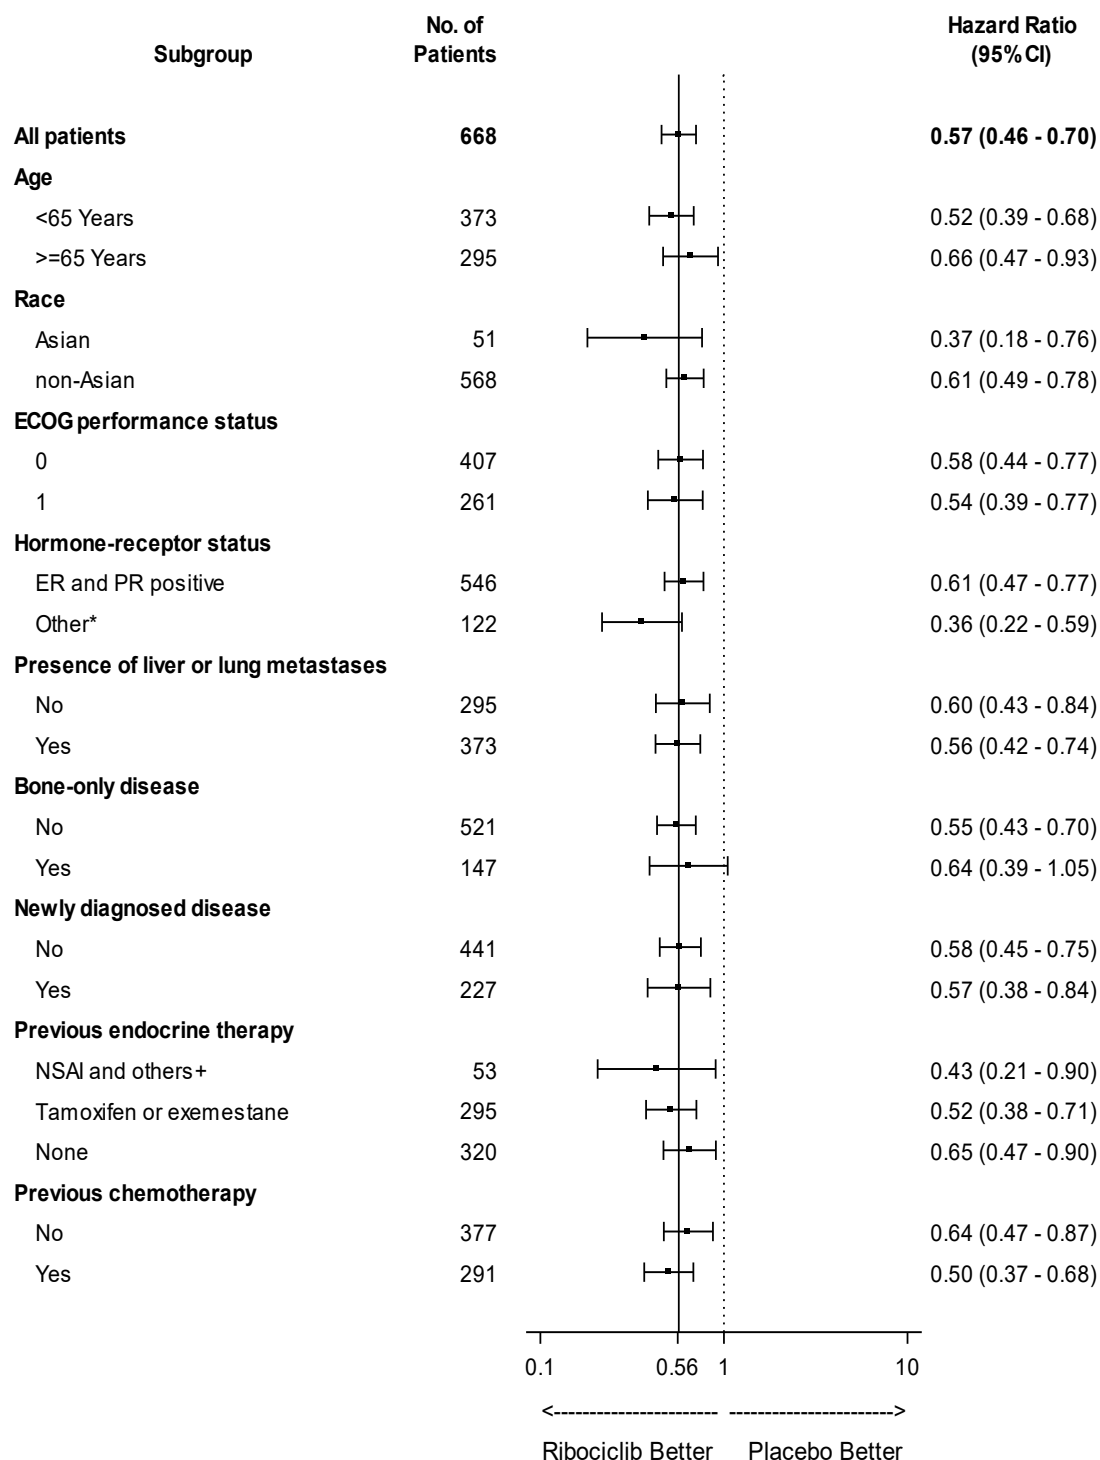 No. of Hazard Ratio
Subgroup Patients (95%CI)
All patients 668 0.57 (0.46 - 0.70)
Age
<65 Years 373 0.52 (0.39 - 0.68)
>=65 Years 295 0.66 (0.47 - 0.93)
Race
Asian 51 0.37 (0.18 - 0.76)
non-Asian 568 0.61 (0.49 - 0.78)
ECOG performance status
0 407 0.58 (0.44 - 0.77)
1 261 0.54 (0.39 - 0.77)
Hormone-receptor status
ER and PR positive 546 0.61 (0.47 - 0.77)
Other* 122 0.36 (0.22 - 0.59)
Presence of liver or lung metastases
No 295 0.60 (0.43 - 0.84)
Yes 373 0.56 (0.42 - 0.74)
Bone-only disease
No 521 0.55 (0.43 - 0.70)
Yes 147 0.64 (0.39 - 1.05)
Newly diagnosed disease
No 441 0.58 (0.45 - 0.75)
Yes 227 0.57 (0.38 - 0.84)
Previous endocrine therapy
NSAI and others+ 53 0.43 (0.21 - 0.90)
Tamoxifen or exemestane 295 0.52 (0.38 - 0.71)
None 320 0.65 (0.47 - 0.90)
Previous chemotherapy
No 377 0.64 (0.47 - 0.87)
Yes 291 0.50 (0.37 - 0.68)
0.1 0.56 1 10
<------------------------ ------------------------>
Ribociclib Better Placebo Better